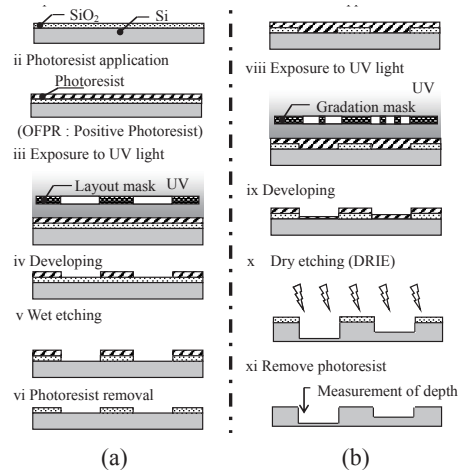 SiO2 Si
ii Photoresist application
Photoresist
(OFPR : Positive Photoresist)
iii Exposure to UV light
Layout mask UV
iv Developing
v Wet etching
vi Photoresist removal
(a)
viii Exposure to UV light
UV
Gradation mask
ix Developing
x Dry etching (DRIE)
xi Remove photoresist
Measurement of depth
(b)